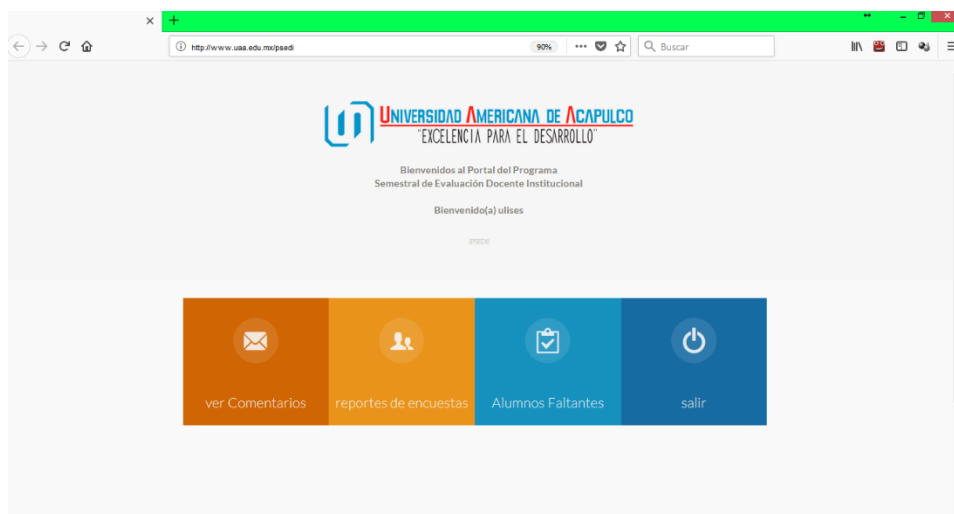 http://www.uaa.edu.mx/psedi
90%
Buscar
UNIVERSIDAD AMERICANA DE ACAPULCO
"EXCELENCIA PARA EL DESARROLLO"
Bienvenidos al Portal del Programa
Semestral de Evaluación Docente Institucional
Bienvenido(a) ulises
ver Comentarios
reportes de encuestas
Alumnos Faltantes
salir